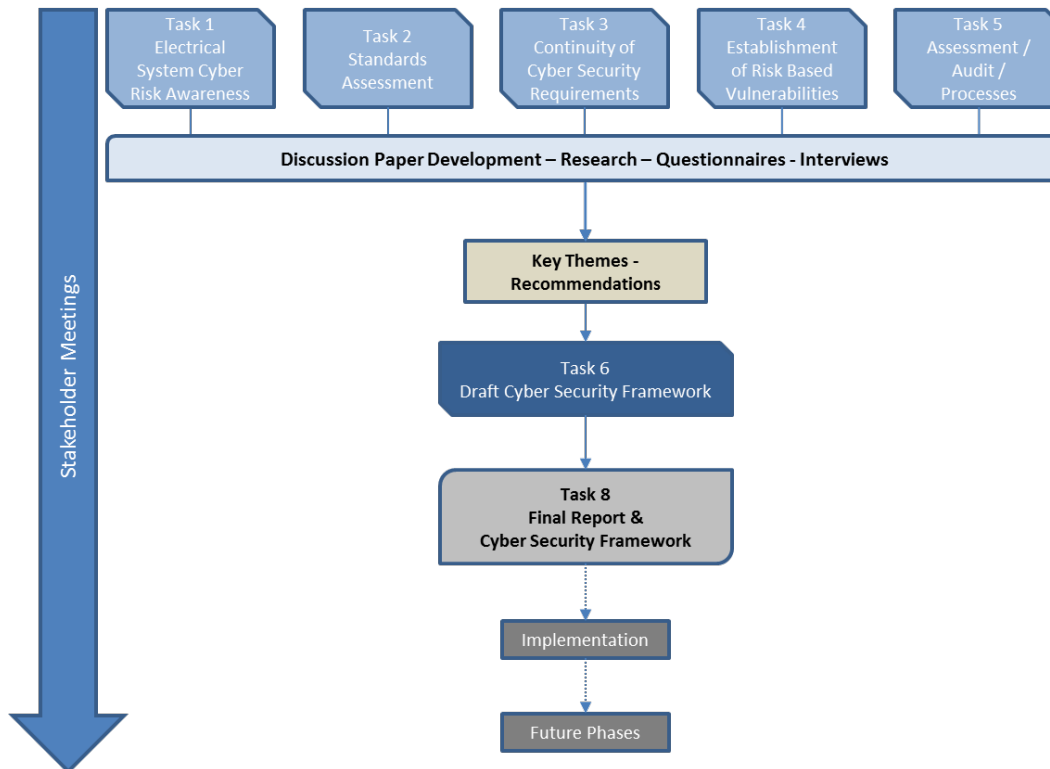 Task 1
Electrical
System Cyber
Risk Awareness
Task 2
Standards
Assessment
Task 3
Continuity of
Cyber Security
Requirements
Task 4
Establishment
of Risk Based
Vulnerabilities
Task 5
Assessment /
Audit /
Processes
Discussion Paper Development – Research – Questionnaires - Interviews
Key Themes -
Recommendations
Task 6
Draft Cyber Security Framework
Task 8
Final Report &
Cyber Security Framework
Implementation
Future Phases
Stakeholder Meetings